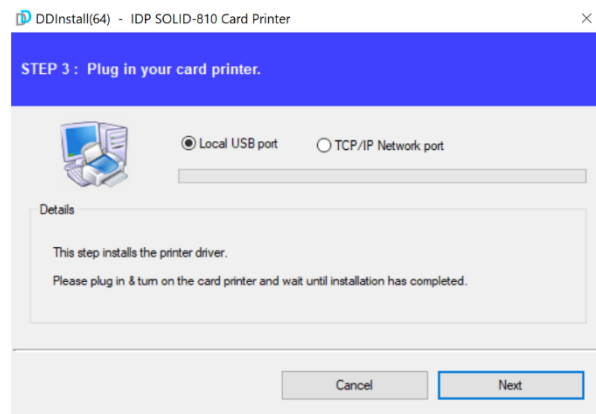 DDInstall(64) - IDP SOLID-810 Card Printer
STEP 3 : Plug in your card printer.
Local USB port
TCP/IP Network port
Details
This step installs the printer driver.
Please plug in & turn on the card printer and wait until installation has completed.
Cancel
Next